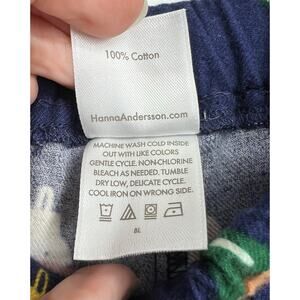 100% Cotton
HannaAndersson.com
MACHINE WASH COLD INSIDE
OUT WITH LIKE COLORS
GENTLE CYCLE. NON-CHLORINE
BLEACH AS NEEDED. TUMBLE
DRY LOW, DELICATE CYCLE.
COOL IRON ON WRONG SIDE.
BL